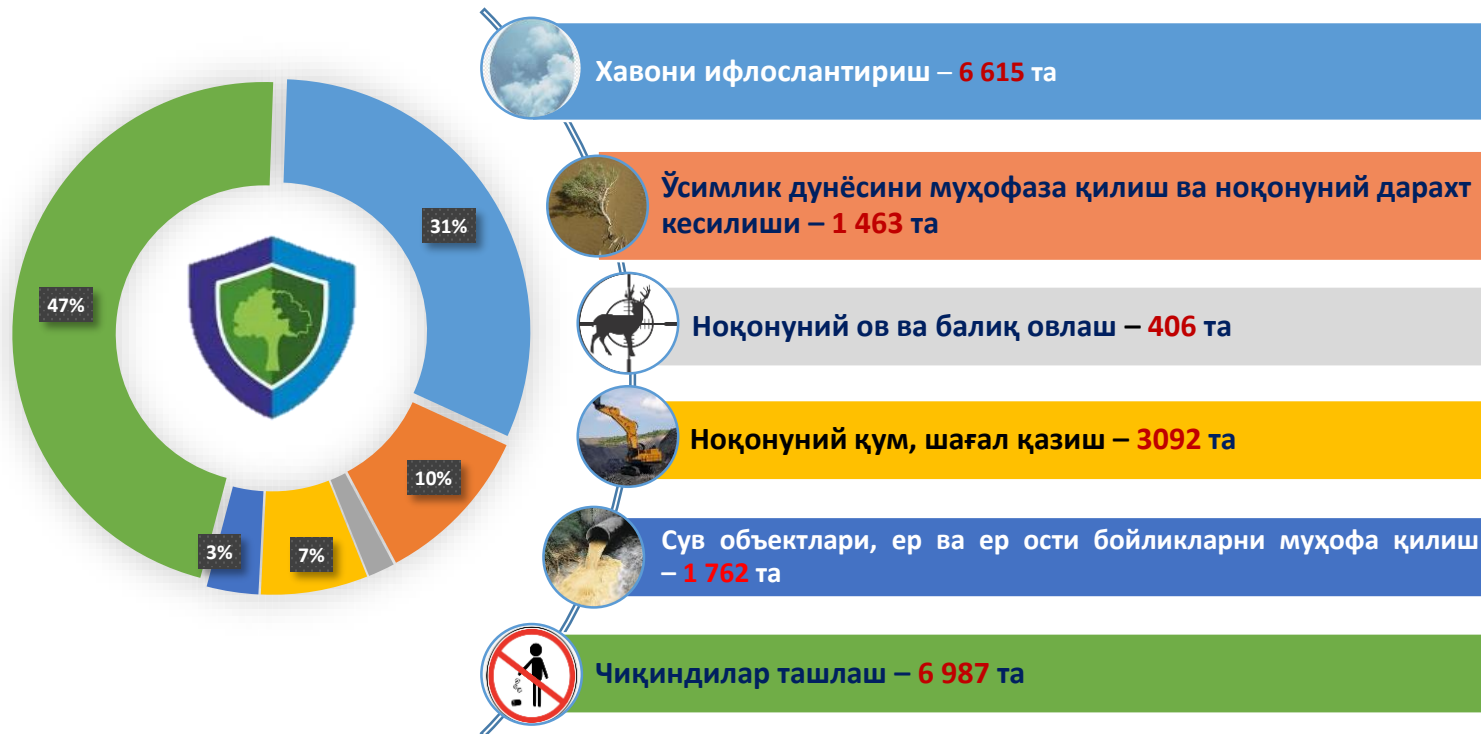 Хавони ифлослантириш – 6 615 та
31%
Ўсимлик дунёсини муҳофаза қилиш ва ноқонуний дарахт
кесилиши – 1 463 та
47%
Ноқонуний ов ва балиқ овлаш – 406 та
Ноқонуний қум, шағал қазиш – 3092 та
10%
3%
7%
Сув объектлари, ер ва ер ости бойликларни муҳофа қилиш
– 1 762 та
Чиқиндилар ташлаш – 6 987 та